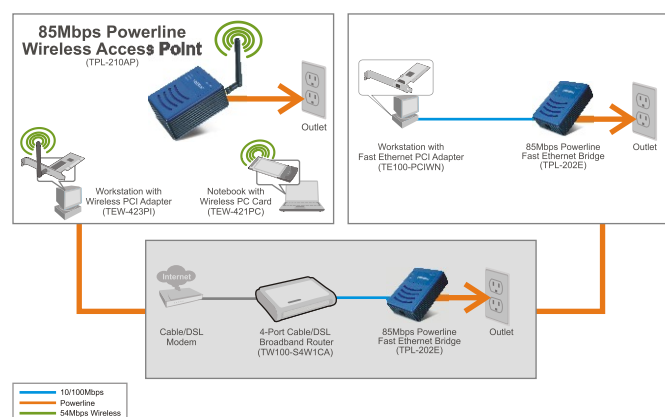 85Mbps Powerline
Wireless Access Point
(TPL-210AP)
Outlet
Workstation with
Wireless PCI Adapter
(TEW-423PI)
Notebook with
Wireless PC Card
(TEW-421PC)
Workstation with
Fast Ethernet PCI Adapter
(TE100-PCIWN)
85Mbps Powerline
Fast Ethernet Bridge
(TPL-202E)
Outlet
Internet
Cable/DSL
Modem
4-Port Cable/DSL
Broadband Router
(TW100-S4W1CA)
85Mbps Powerline
Fast Ethernet Bridge
(TPL-202E)
Outlet
10/100Mbps
Powerline
54Mbps Wireless